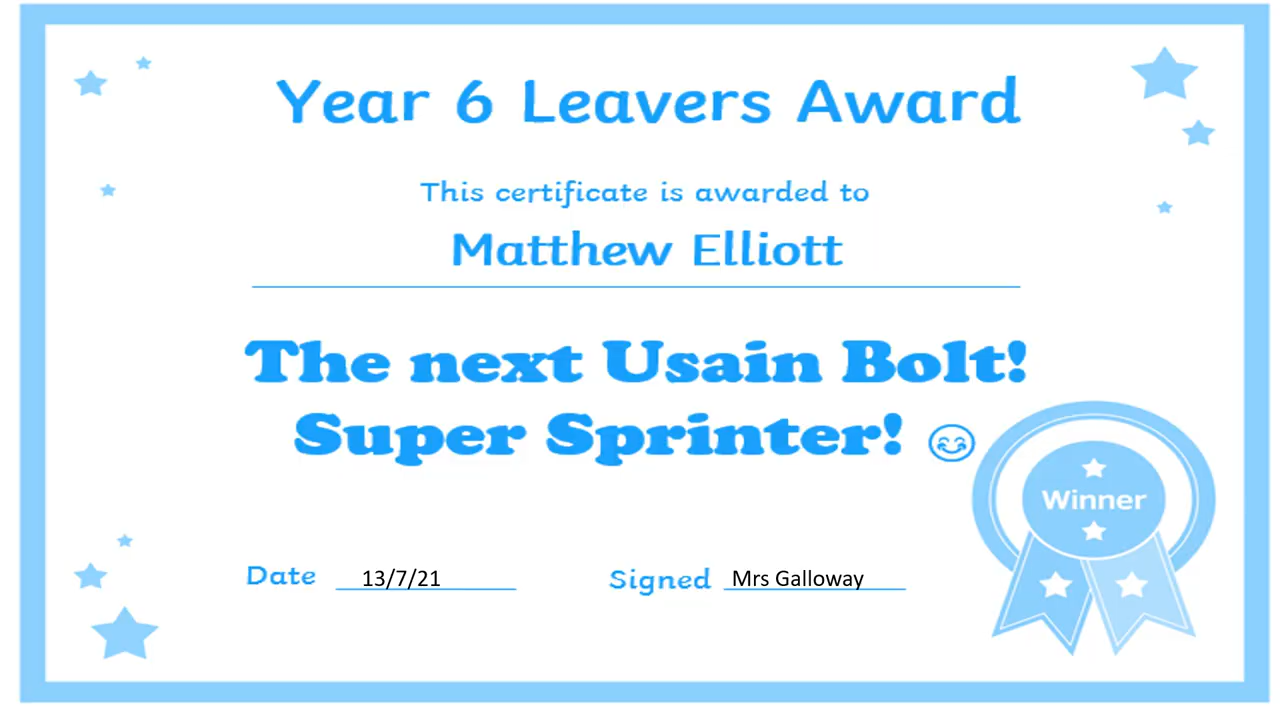 Year 6 Leavers Award
This certificate is awarded to
Matthew Elliott
The next Usain Bolt!
Super Sprinter! 😊
Winner
Date 13/7/21 Signed Mrs Galloway